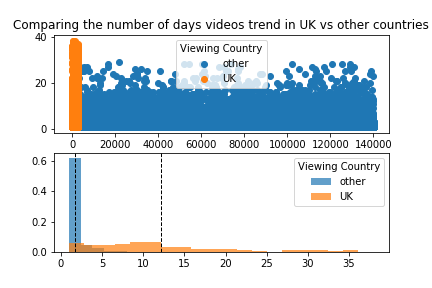 Comparing the number of days videos trend in UK vs other countries
40
20
0
Viewing Country
other
UK
0 20000 40000 60000 80000 100000 120000 140000
0.6
0.4
0.2
0.0
Viewing Country
other
UK
0 5 10 15 20 25 30 35